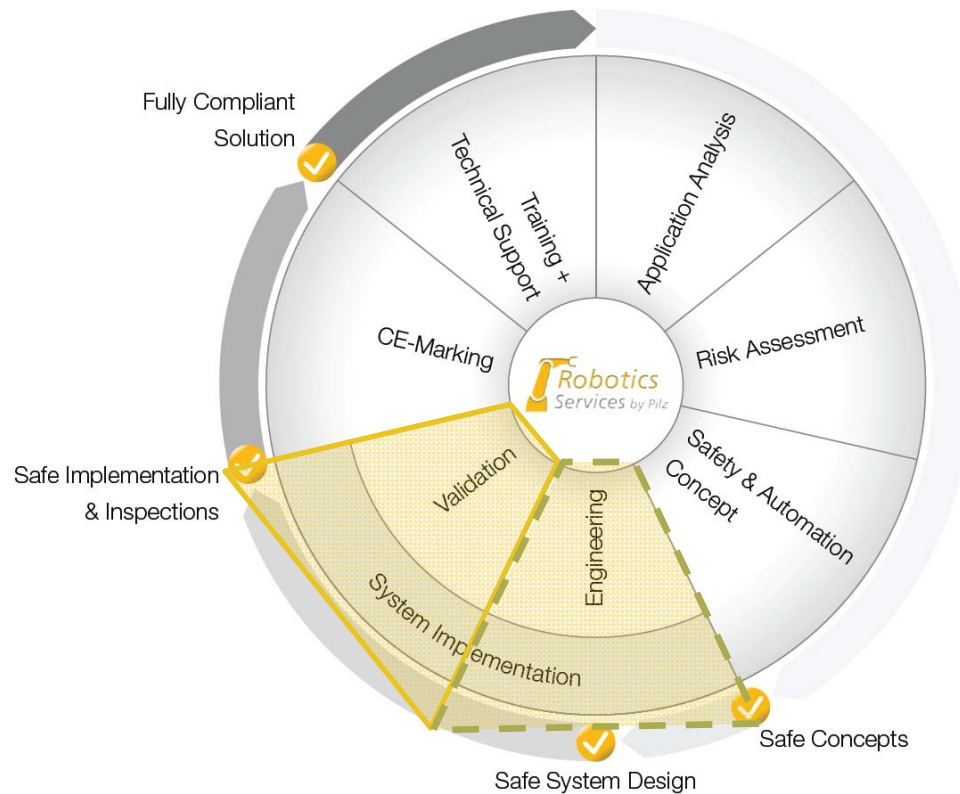 Fully Compliant
Solution
Training +
Technical Support
Application Analysis
CE-Marking
Risk Assessment
Robotics
Services by Pilz
Safety & Automation
Concept
Validation
Engineering
Safe Implementation
& Inspections
System Implementation
Safe Concepts
Safe System Design